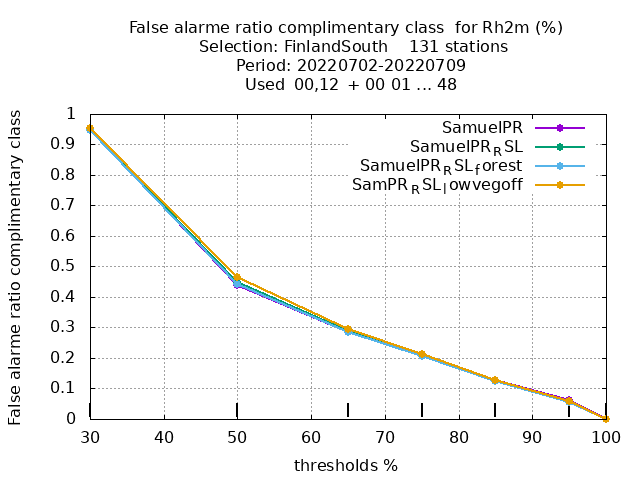 False alarme ratio complimentary class for Rh2m (%)
Selection: FinlandSouth 131 stations
Period: 20220702-20220709
Used 00,12 + 00 01 ... 48
False alarme ratio complimentary class
1
0.9
0.8
0.7
0.6
0.5
0.4
0.3
0.2
0.1
0
SamuelPR
SamuelPR_RSL
SamuelPR_RSL_forest
SamPR_RSL_lowvegoff
30 40 50 60 70 80 90 100
thresholds %